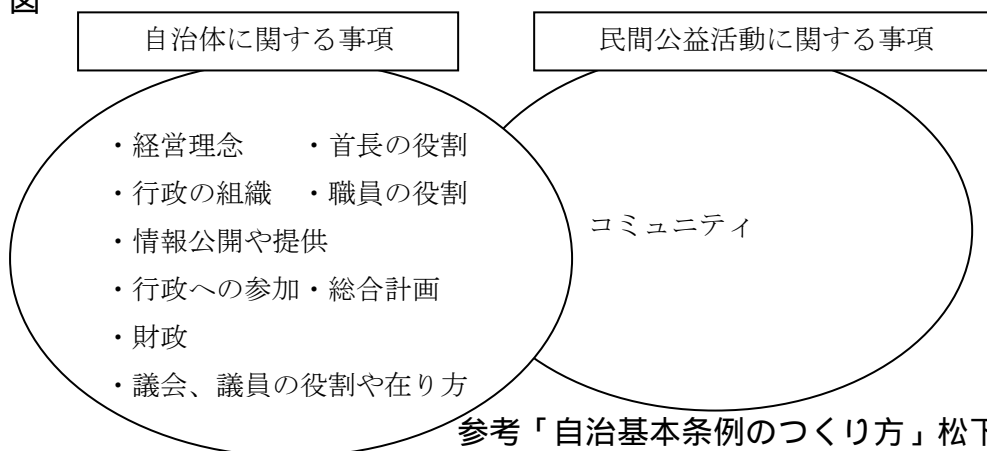 図
自治体に関する事項
民間公益活動に関する事項
・経営理念　　・首長の役割
・行政の組織　・職員の役割
・情報公開や提供
・行政への参加・総合計画
・財政
・議会、議員の役割や在り方
コミュニティ
参考「自治基本条例のつくり方」松下